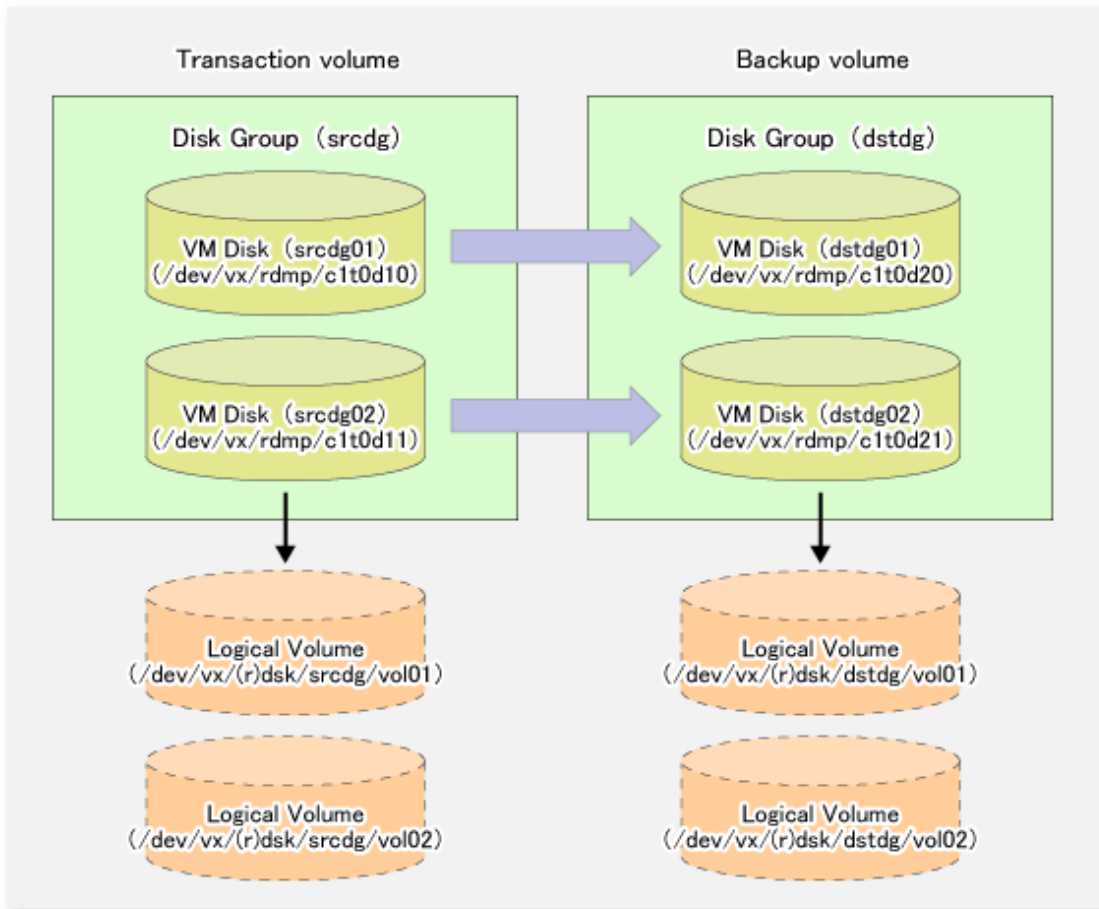 Transaction volume
Backup volume
Disk Group (srcdg)
Disk Group (dstdg)
VM Disk (srcdg01)
(/dev/vx/rdmp/c1t0d10)
VM Disk (dstdg01)
(/dev/vx/rdmp/c1t0d20)
VM Disk (srcdg02)
(/dev/vx/rdmp/c1t0d11)
VM Disk (dstdg02)
(/dev/vx/rdmp/c1t0d21)
Logical Volume
(/dev/vx/(r)dsk/srcdg/vol01)
Logical Volume
(/dev/vx/(r)dsk/dstdg/vol01)
Logical Volume
(/dev/vx/(r)dsk/srcdg/vol02)
Logical Volume
(/dev/vx/(r)dsk/dstdg/vol02)